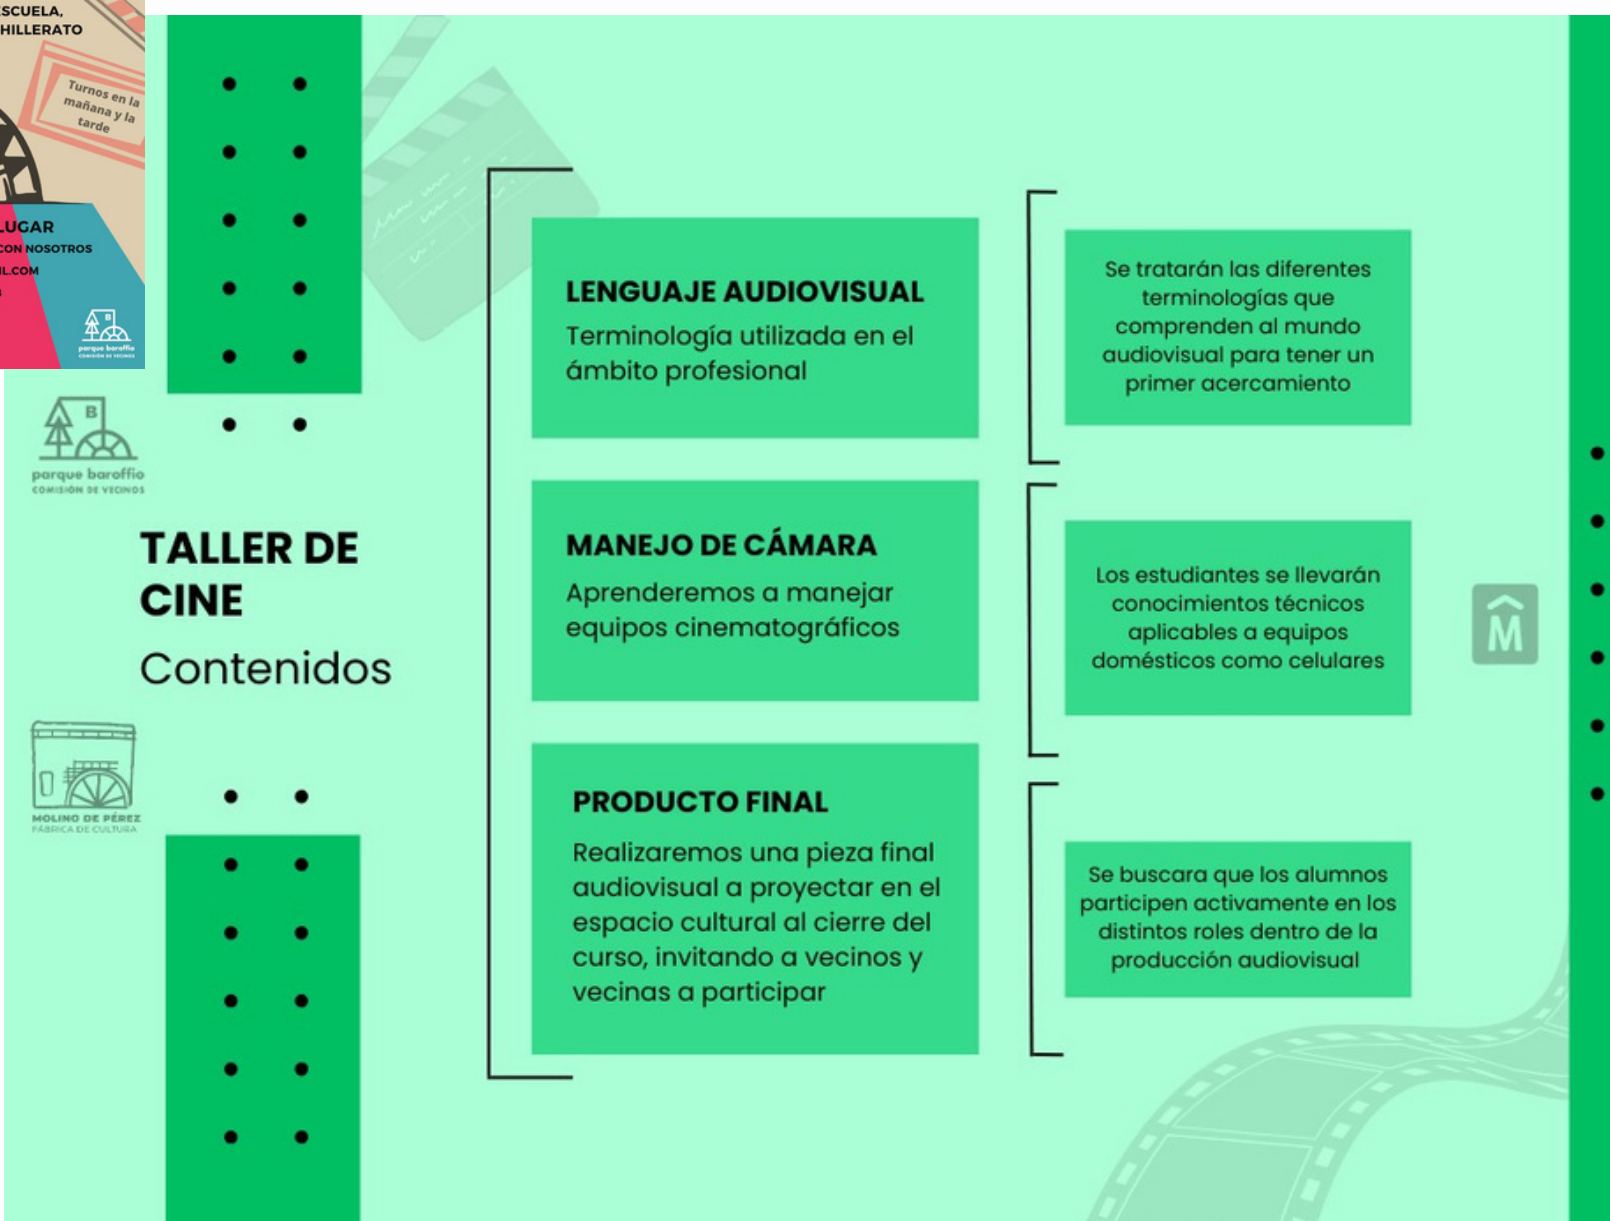 ESCUELA,
HILLERATO
Turnos en la
mañana y la
tarde
LUGAR
CON NOSOTROS
IL.COM
B
parque baroffio
COMISIÓN DE VECINOS
B
parque baroffio
COMISIÓN DE VECINOS
TALLER DE
CINE
Contenidos
MOLINO DE PÉREZ
FÁBRICA DE CULTURA
LENGUAJE AUDIOVISUAL
Terminología utilizada en el
ámbito profesional
Se tratarán las diferentes
terminologías que
comprenden al mundo
audiovisual para tener un
primer acercamiento
MANEJO DE CÁMARA
Aprenderemos a manejar
equipos cinematográficos
Los estudiantes se llevarán
conocimientos técnicos
aplicables a equipos
domésticos como celulares
M
PRODUCTO FINAL
Realizaremos una pieza final
audiovisual a proyectar en el
espacio cultural al cierre del
curso, invitando a vecinos y
vecinas a participar
Se buscara que los alumnos
participen activamente en los
distintos roles dentro de la
producción audiovisual